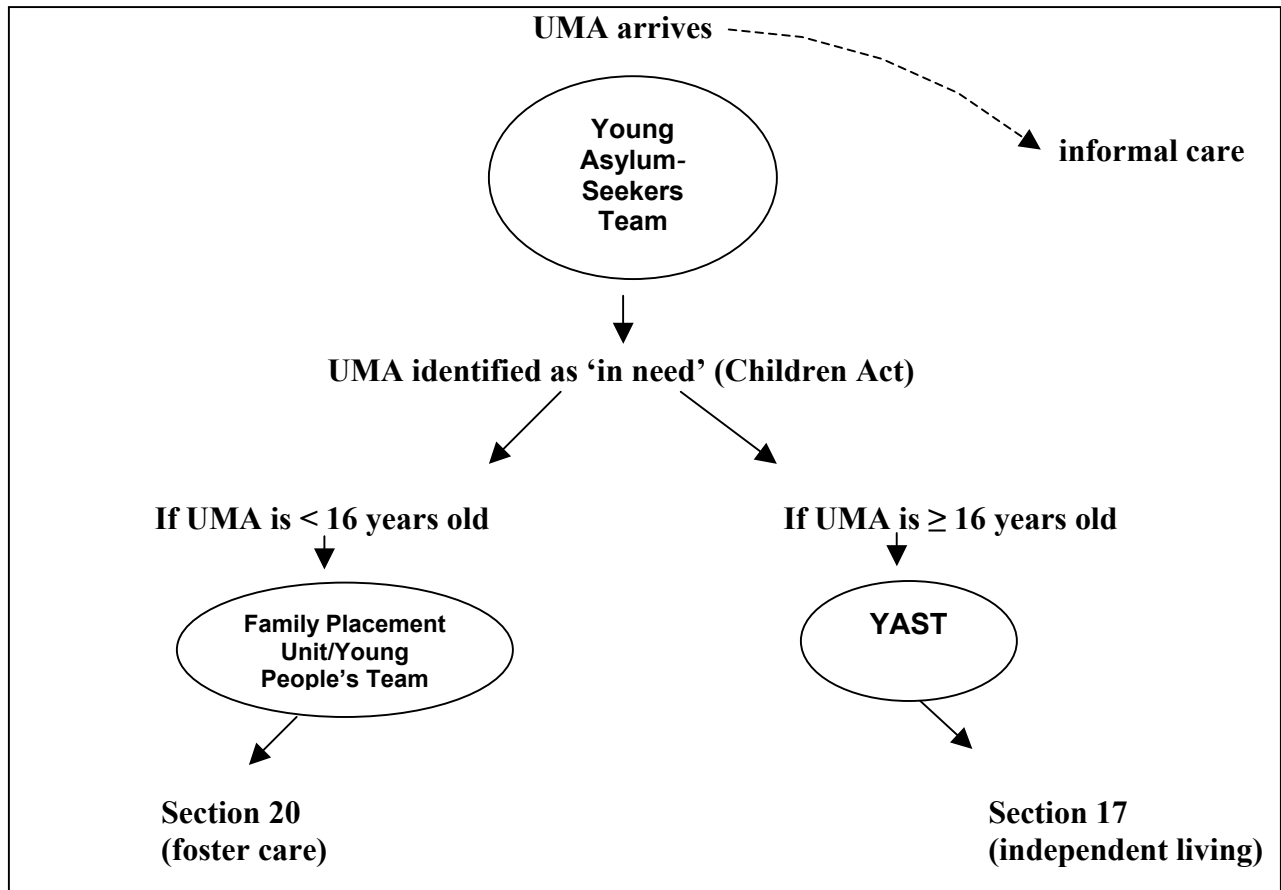 UMA arrives
informal care
Young
Asylum-
Seekers
Team
UMA identified as ‘in need’ (Children Act)
If UMA is < 16 years old
If UMA is ≥ 16 years old
Family Placement
Unit/Young
People’s Team
YAST
Section 20
(foster care)
Section 17
(independent living)